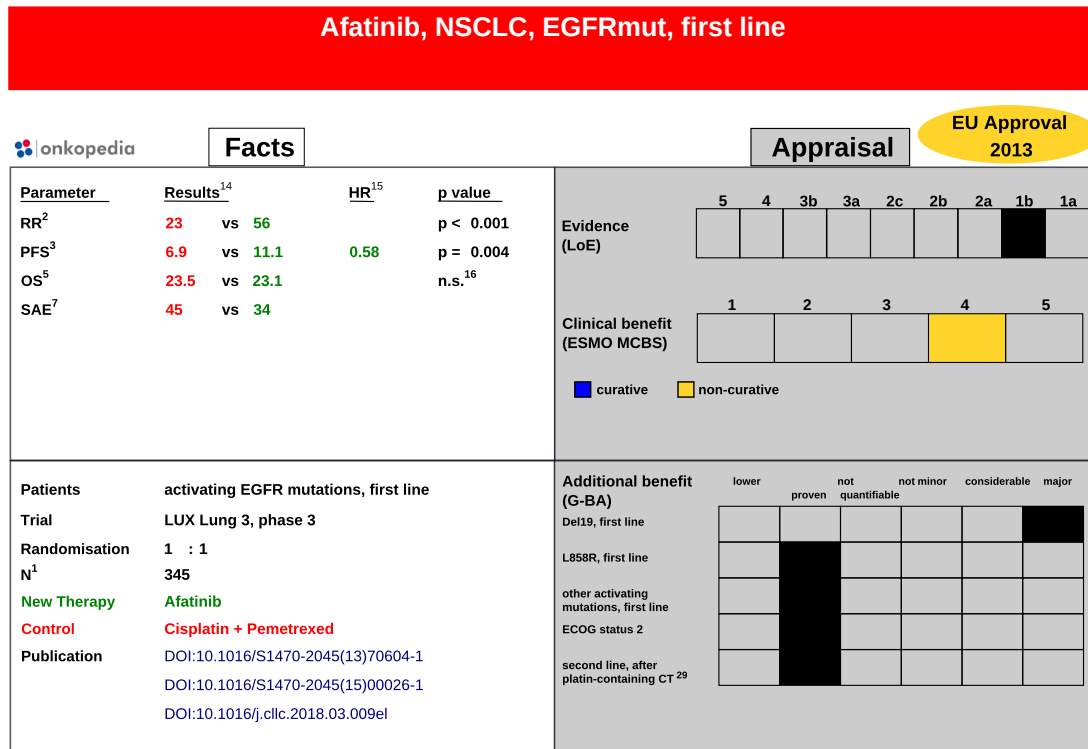 Afatinib, NSCLC, EGFRmut, first line
EU Approval
2013
onkopedia
Facts
Appraisal
Parameter Results14 HR15 p value
RR2 23 vs 56 p < 0.001
PFS3 6.9 vs 11.1 0.58 p = 0.004
OS5 23.5 vs 23.1 n.s.16
SAE7 45 vs 34
5 4 3b 3a 2c 2b 2a 1b 1a
Evidence
(LoE)
1 2 3 4 5
Clinical benefit
(ESMO MCBS)
curative non-curative
Patients activating EGFR mutations, first line
Trial LUX Lung 3, phase 3
Randomisation 1 : 1
N1 345
New Therapy Afatinib
Control Cisplatin + Pemetrexed
Publication DOI:10.1016/S1470-2045(13)70604-1
DOI:10.1016/S1470-2045(15)00026-1
DOI:10.1016/j.cllc.2018.03.009el
Additional benefit
(G-BA)
lower not not minor considerable major
proven quantifiable
Del19, first line
L858R, first line
other activating
mutations, first line
ECOG status 2
second line, after
platin-containing CT 29